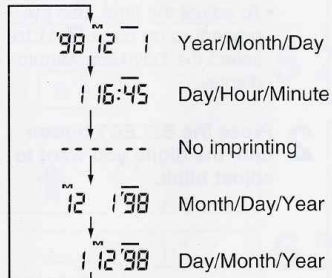 '98 M 12 1 Year/Month/Day
1 16:45 Day/Hour/Minute
-- -- -- No imprinting
M 12 1 '98 Month/Day/Year
1 M 12 '98 Day/Month/Year